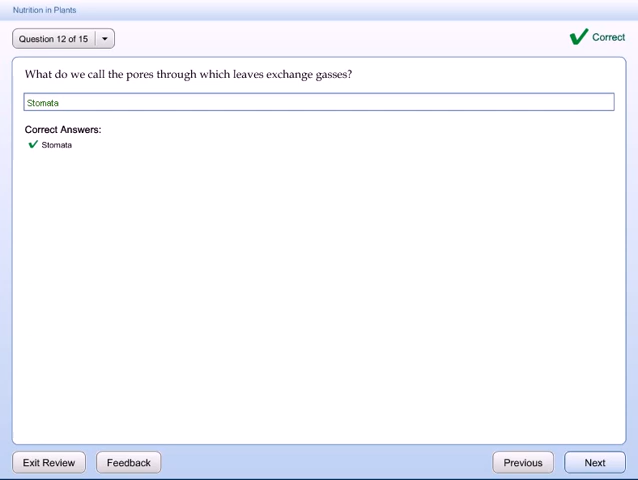 Nutrition in Plants
Question 12 of 15
Correct
What do we call the pores through which leaves exchange gasses?
Stomata
Correct Answers:
Stomata
Exit Review
Feedback
Previous
Next